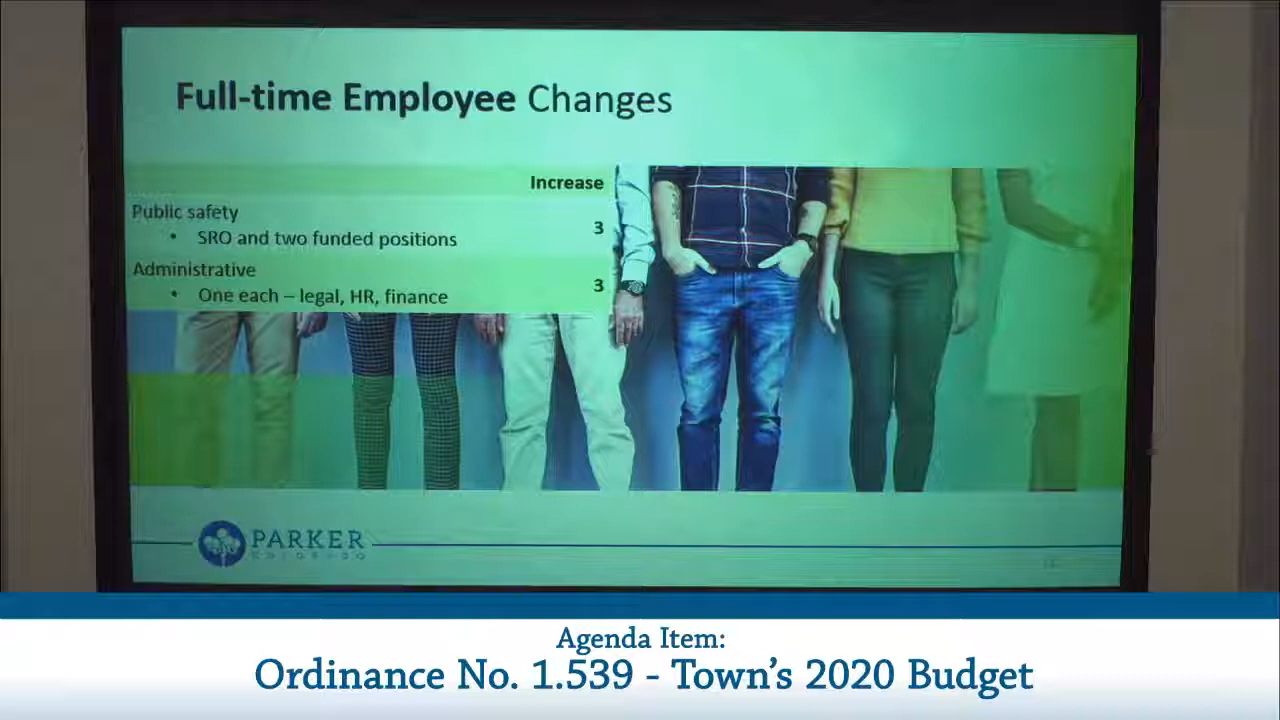 Full-time Employee Changes
Increase
Public safety
• SRO and two funded positions
3
Administrative
• One each – legal, HR, finance
3
PARKER
COLORADO
Agenda Item:
Ordinance No. 1.539 - Town's 2020 Budget